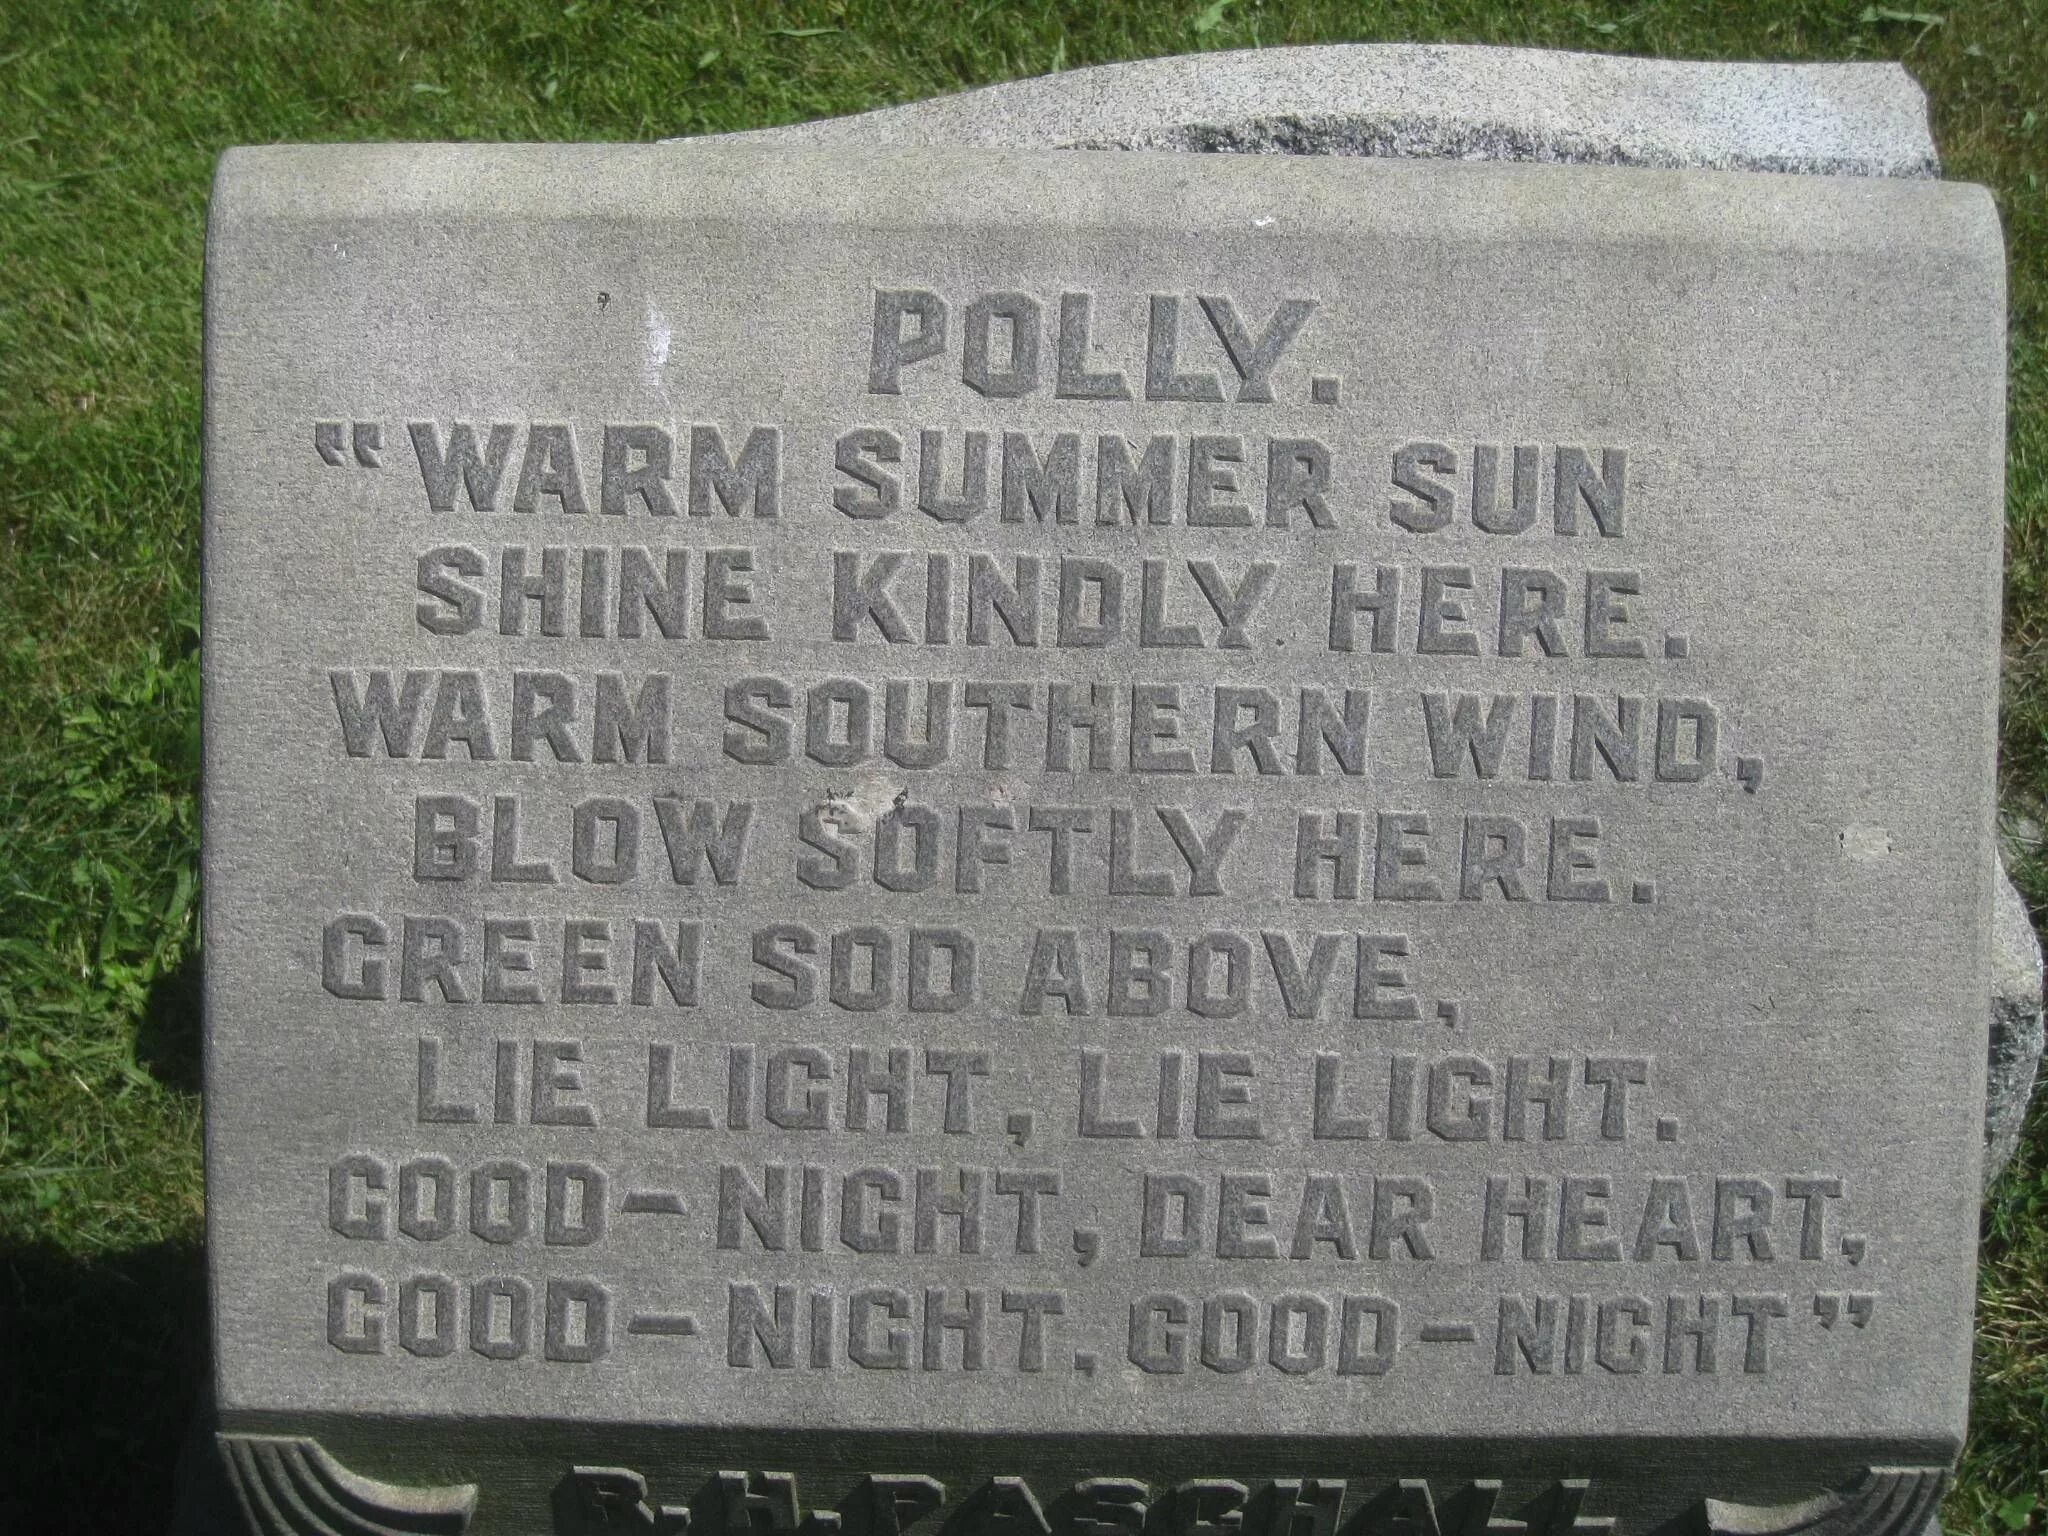 POLLY.
"WARM SUMMER SUN
SHINE KINDLY HERE.
WARM SOUTHERN WIND,
BLOW SOFTLY HERE.
GREEN SOD ABOVE,
LIE LIGHT, LIE LIGHT.
GOOD-NIGHT, DEAR HEART,
GOOD-NIGHT. GOOD-NIGHT"
R. H. PASCHALL